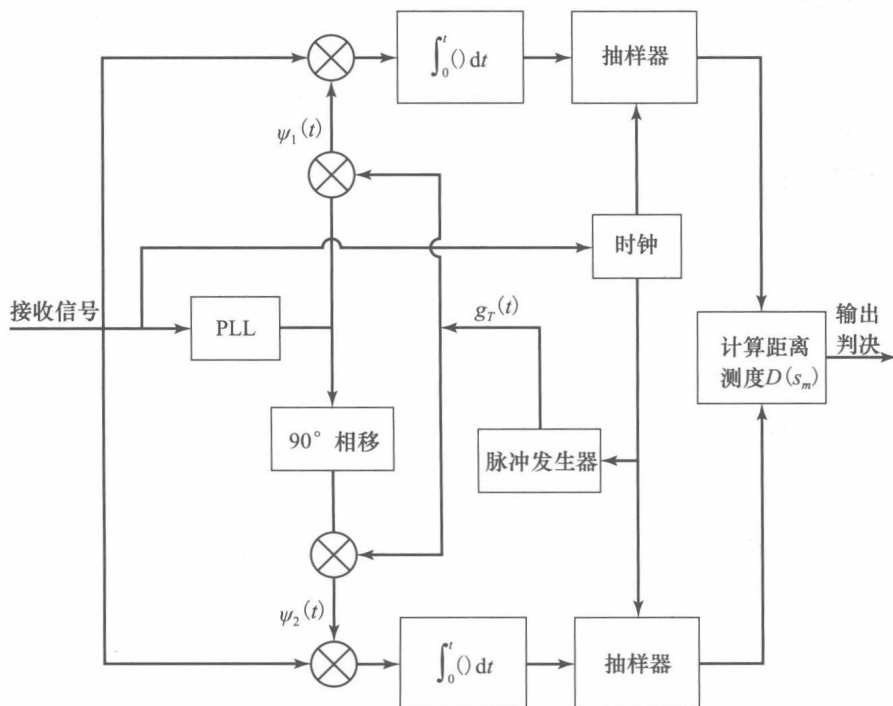 ∫₀ᵗ() dt
抽样器
ψ₁(t)
时钟
接收信号
PLL
g_T(t)
计算距离
测度D(s_m)
输出
判决
90° 相移
脉冲发生器
ψ₂(t)
∫₀ᵗ() dt
抽样器